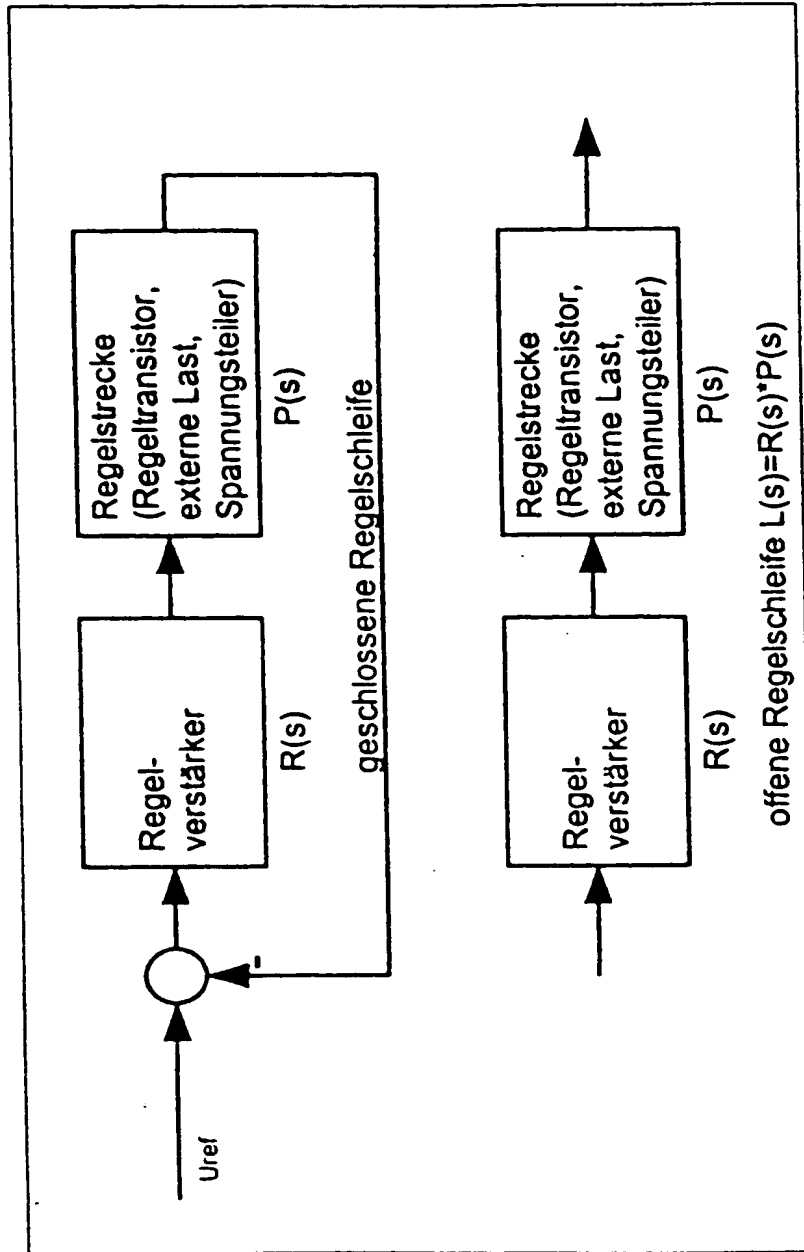 Uref
-
Regel-
verstärker
R(s)
Regelstrecke
(Regeltransistor,
externe Last,
Spannungsteiler)
P(s)
geschlossene Regelschleife
Regel-
verstärker
R(s)
Regelstrecke
(Regeltransistor,
externe Last,
Spannungsteiler)
P(s)
offene Regelschleife L(s)=R(s)*P(s)